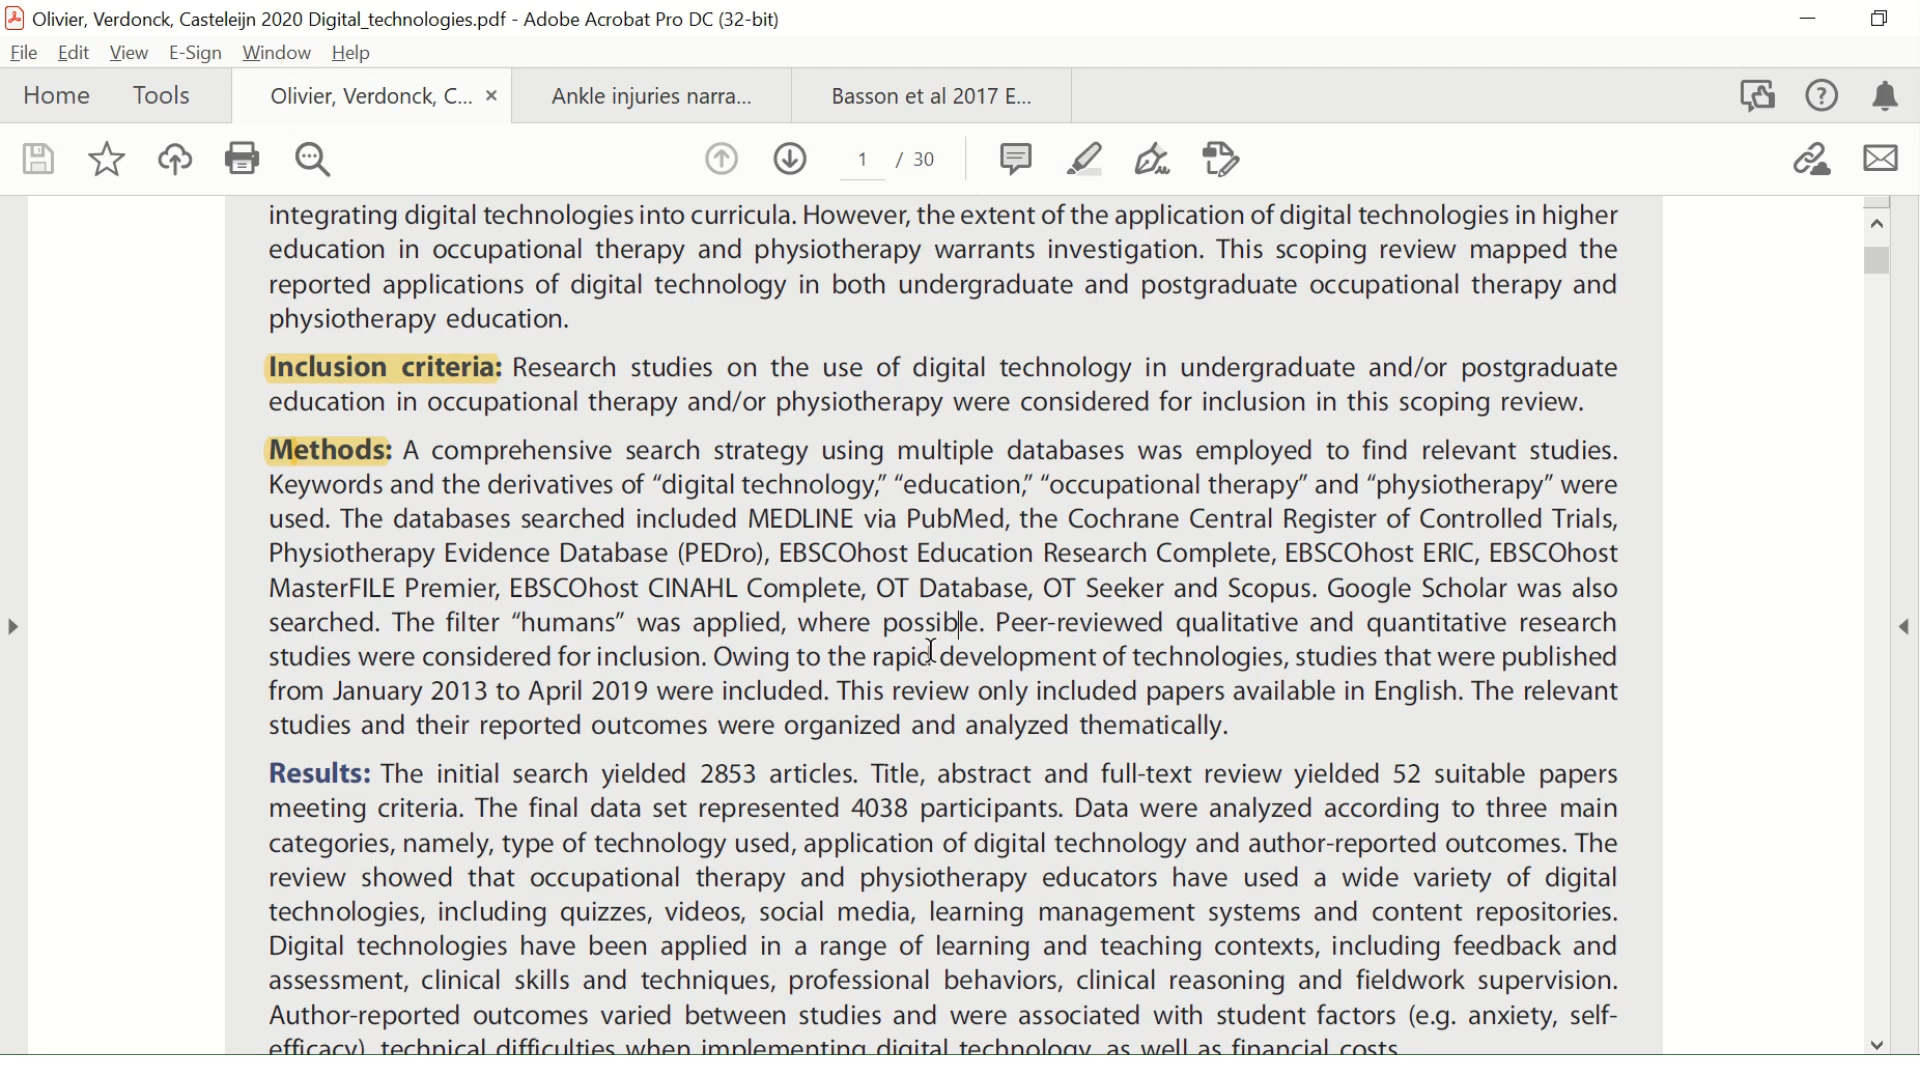 Olivier, Verdonck, Casteleijn 2020 Digital_technologies.pdf - Adobe Acrobat Pro DC (32-bit)
File Edit View E-Sign Window Help
Home Tools Olivier, Verdonck, C... × Ankle injuries narra... Basson et al 2017 E...
1 / 30
integrating digital technologies into curricula. However, the extent of the application of digital technologies in higher
education in occupational therapy and physiotherapy warrants investigation. This scoping review mapped the
reported applications of digital technology in both undergraduate and postgraduate occupational therapy and
physiotherapy education.
Inclusion criteria: Research studies on the use of digital technology in undergraduate and/or postgraduate
education in occupational therapy and/or physiotherapy were considered for inclusion in this scoping review.
Methods: A comprehensive search strategy using multiple databases was employed to find relevant studies.
Keywords and the derivatives of “digital technology,” “education,” “occupational therapy” and “physiotherapy” were
used. The databases searched included MEDLINE via PubMed, the Cochrane Central Register of Controlled Trials,
Physiotherapy Evidence Database (PEDro), EBSCOhost Education Research Complete, EBSCOhost ERIC, EBSCOhost
MasterFILE Premier, EBSCOhost CINAHL Complete, OT Database, OT Seeker and Scopus. Google Scholar was also
searched. The filter “humans” was applied, where possible. Peer-reviewed qualitative and quantitative research
studies were considered for inclusion. Owing to the rapid development of technologies, studies that were published
from January 2013 to April 2019 were included. This review only included papers available in English. The relevant
studies and their reported outcomes were organized and analyzed thematically.
Results: The initial search yielded 2853 articles. Title, abstract and full-text review yielded 52 suitable papers
meeting criteria. The final data set represented 4038 participants. Data were analyzed according to three main
categories, namely, type of technology used, application of digital technology and author-reported outcomes. The
review showed that occupational therapy and physiotherapy educators have used a wide variety of digital
technologies, including quizzes, videos, social media, learning management systems and content repositories.
Digital technologies have been applied in a range of learning and teaching contexts, including feedback and
assessment, clinical skills and techniques, professional behaviors, clinical reasoning and fieldwork supervision.
Author-reported outcomes varied between studies and were associated with student factors (e.g. anxiety, self-
efficacy), technical difficulties when implementing digital technology, as well as financial costs.